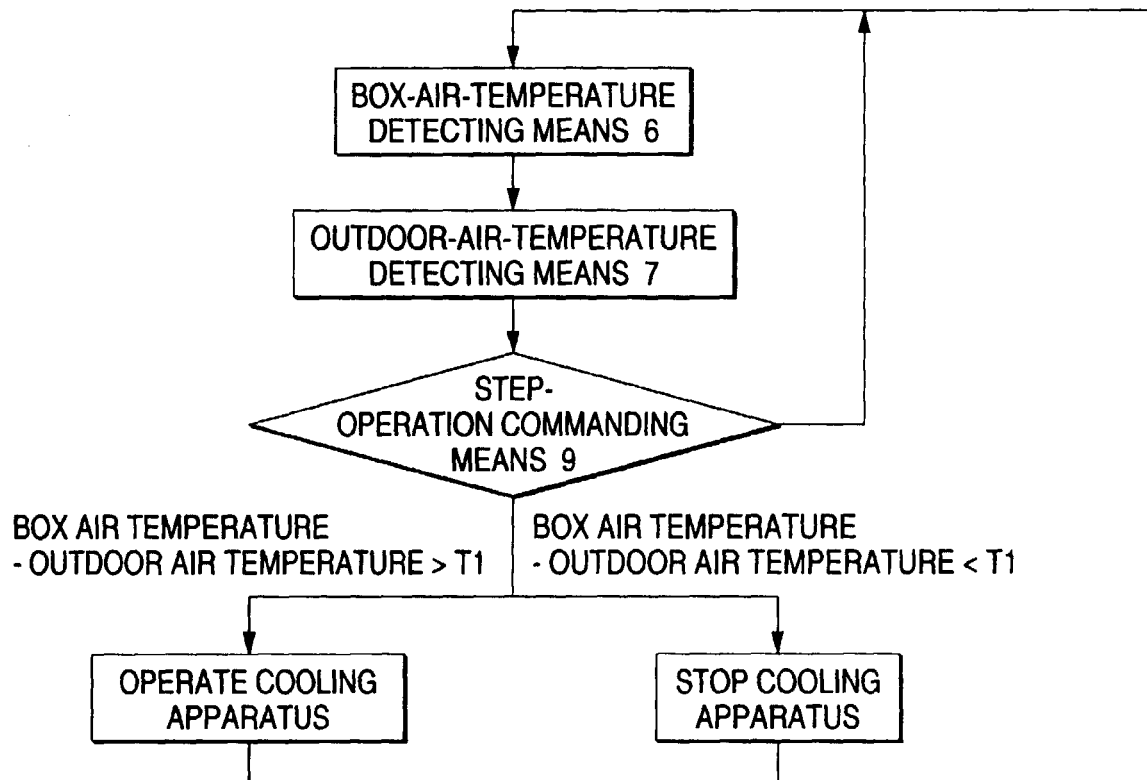 BOX-AIR-TEMPERATURE
DETECTING MEANS 6
OUTDOOR-AIR-TEMPERATURE
DETECTING MEANS 7
STEP-
OPERATION COMMANDING
MEANS 9
BOX AIR TEMPERATURE
- OUTDOOR AIR TEMPERATURE > T1
BOX AIR TEMPERATURE
- OUTDOOR AIR TEMPERATURE < T1
OPERATE COOLING
APPARATUS
STOP COOLING
APPARATUS